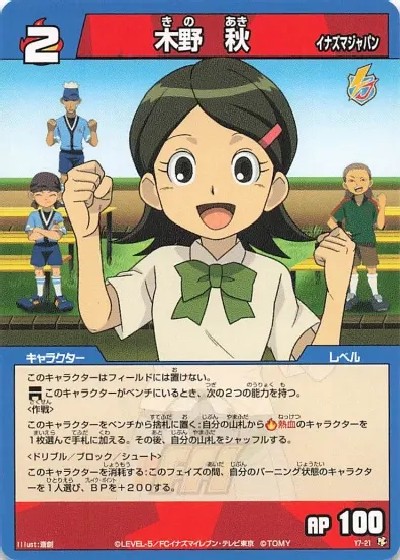 2
きの あき
木野 秋
イナズマジャパン
キャラクター
レベル
このキャラクターはフィールドには置けない。
このキャラクターがベンチにいるとき、次の2つの能力を持つ。
<作戦>
このキャラクターをベンチから捨札に置く:自分の山札から熱血のキャラクターを
1枚選んで手札に加える。その後、自分の山札をシャッフルする。
<ドリブル/ブロック/シュート>
このキャラクターを消耗する:このフェイズの間、自分のバーニング状態のキャラクタ
ーを1人選び、BPを+200する。
AP 100
Illust:唐劇
©LEVEL-5/FCイナズマイレブン・テレビ東京 ©TOMY
17-21